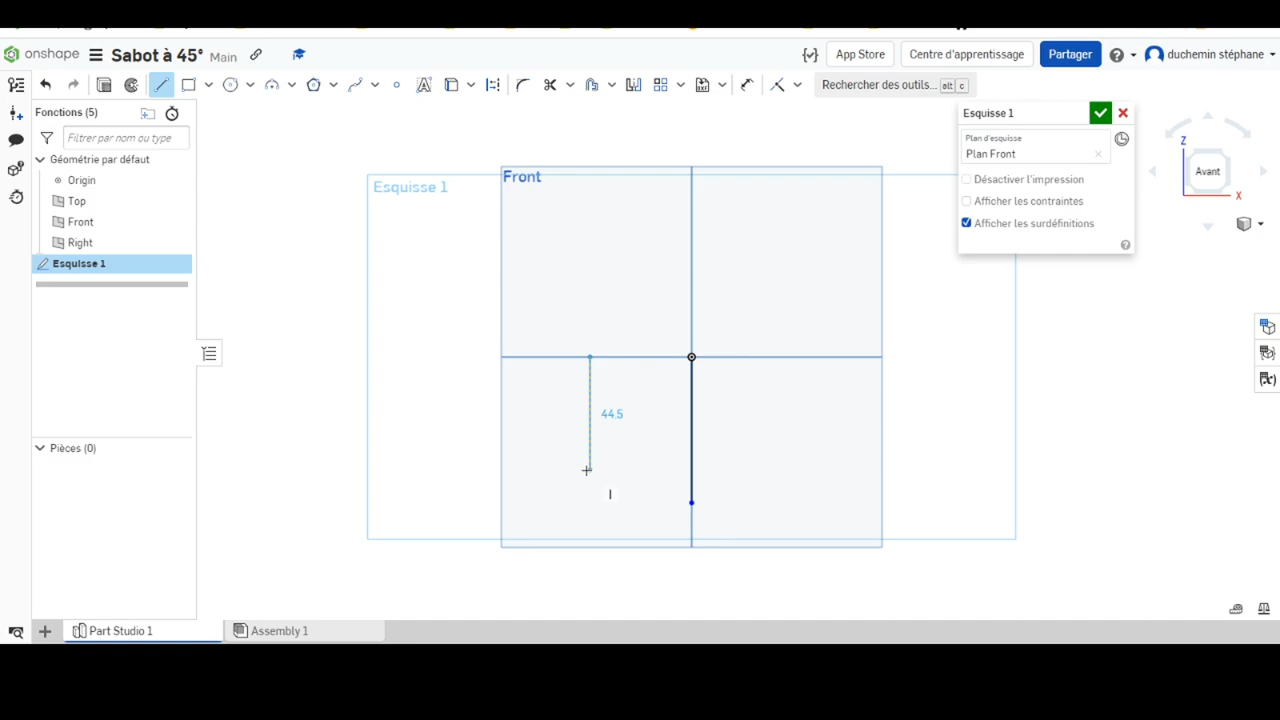 onshape Sabot à 45° Main App Store Centre d'apprentissage Partager duchemin stéphane
Rechercher des outils... alt c
Fonctions (5)
Filtrer par nom ou type
Géométrie par défaut
Origin
Top
Front
Right
Esquisse 1
Pièces (0)
Esquisse 1
Front
44.5
Esquisse 1
Plan d'esquisse
Plan Front
Désactiver l'impression
Afficher les contraintes
Afficher les surdéfinitions
Z
Avant
X
Part Studio 1
Assembly 1